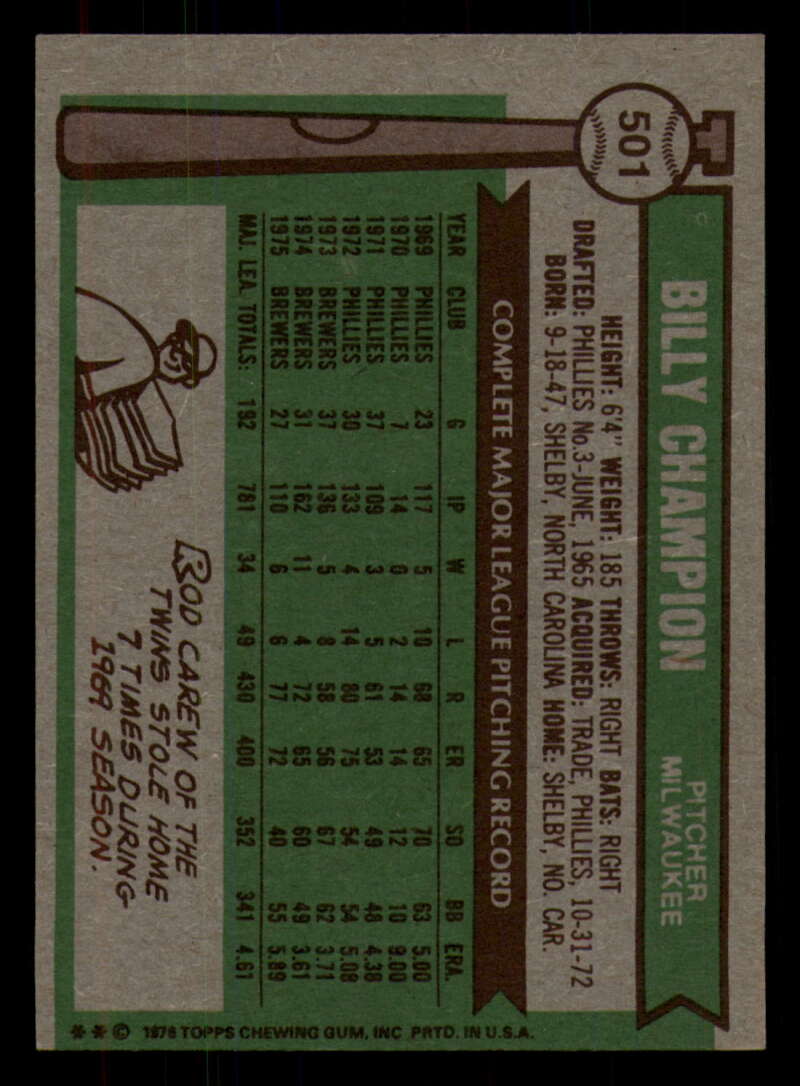 501
BILLY CHAMPION
PITCHER
MILWAUKEE
HEIGHT: 6'4" WEIGHT: 185 THROWS: RIGHT BATS: RIGHT
DRAFTED: PHILLIES No.3-JUNE, 1965 ACQUIRED: TRADE, PHILLIES, 10-31-72
BORN: 9-18-47, SHELBY, NORTH CAROLINA HOME: SHELBY, NO. CAR.
COMPLETE MAJOR LEAGUE PITCHING RECORD
YEAR CLUB G IP W L R ER SO BB ERA.
1969 PHILLIES 23 117 5 10 68 65 70 63 5.00
1970 PHILLIES 7 14 0 2 14 14 12 10 9.00
1971 PHILLIES 37 109 3 5 61 53 49 48 4.38
1972 PHILLIES 30 133 4 14 80 75 54 54 5.08
1973 BREWERS 37 136 5 8 58 56 67 62 3.71
1974 BREWERS 31 162 11 4 72 65 60 49 3.61
1975 BREWERS 27 110 6 6 77 72 40 55 5.89
MAJ. LEA. TOTALS: 192 781 34 49 430 400 352 341 4.61
ROD CAREW OF THE
TWINS STOLE HOME
7 TIMES DURING
1969 SEASON.
** © 1976 TOPPS CHEWING GUM, INC PRTD. IN U.S.A.